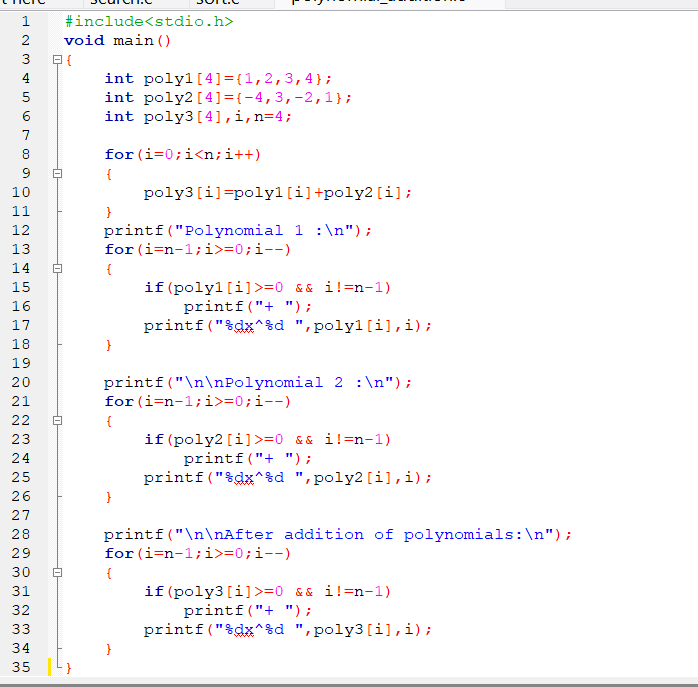 search.c sort.c polynomial_addition.c
1 #include<stdio.h>
2 void main()
3 {
4 int poly1[4]={1,2,3,4};
5 int poly2[4]={-4,3,-2,1};
6 int poly3[4],i,n=4;
7
8 for(i=0;i<n;i++)
9 {
10 poly3[i]=poly1[i]+poly2[i];
11 }
12 printf("Polynomial 1 :\n");
13 for(i=n-1;i>=0;i--)
14 {
15 if(poly1[i]>=0 && i!=n-1)
16 printf("+ ");
17 printf("%dx^%d ",poly1[i],i);
18 }
19
20 printf("\n\nPolynomial 2 :\n");
21 for(i=n-1;i>=0;i--)
22 {
23 if(poly2[i]>=0 && i!=n-1)
24 printf("+ ");
25 printf("%dx^%d ",poly2[i],i);
26 }
27
28 printf("\n\nAfter addition of polynomials:\n");
29 for(i=n-1;i>=0;i--)
30 {
31 if(poly3[i]>=0 && i!=n-1)
32 printf("+ ");
33 printf("%dx^%d ",poly3[i],i);
34 }
35 }